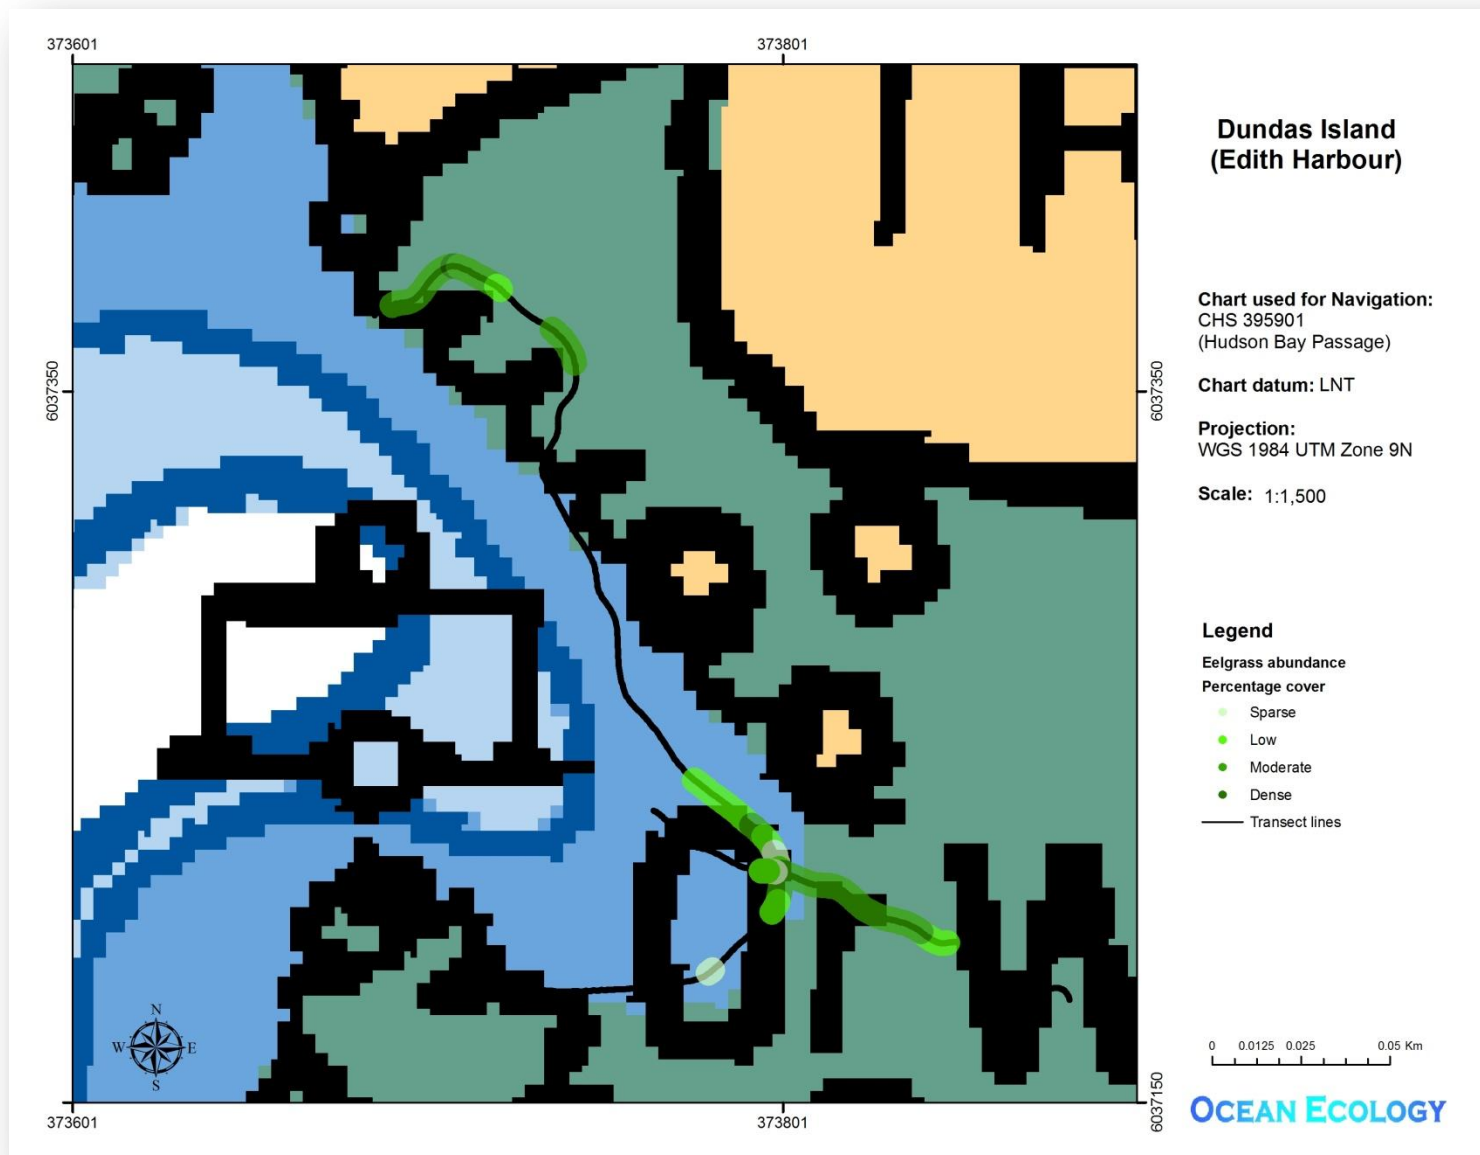 373601
373801
Dundas Island
(Edith Harbour)
Chart used for Navigation:
CHS 395901
(Hudson Bay Passage)
6037350
6037350
Chart datum: LNT
Projection:
WGS 1984 UTM Zone 9N
Scale: 1:1,500
Legend
Eelgrass abundance
Percentage cover
Sparse
Low
Moderate
Dense
Transect lines
N
W
E
S
0 0.0125 0.025 0.05 Km
6037150
OCEAN ECOLOGY
373601
373801